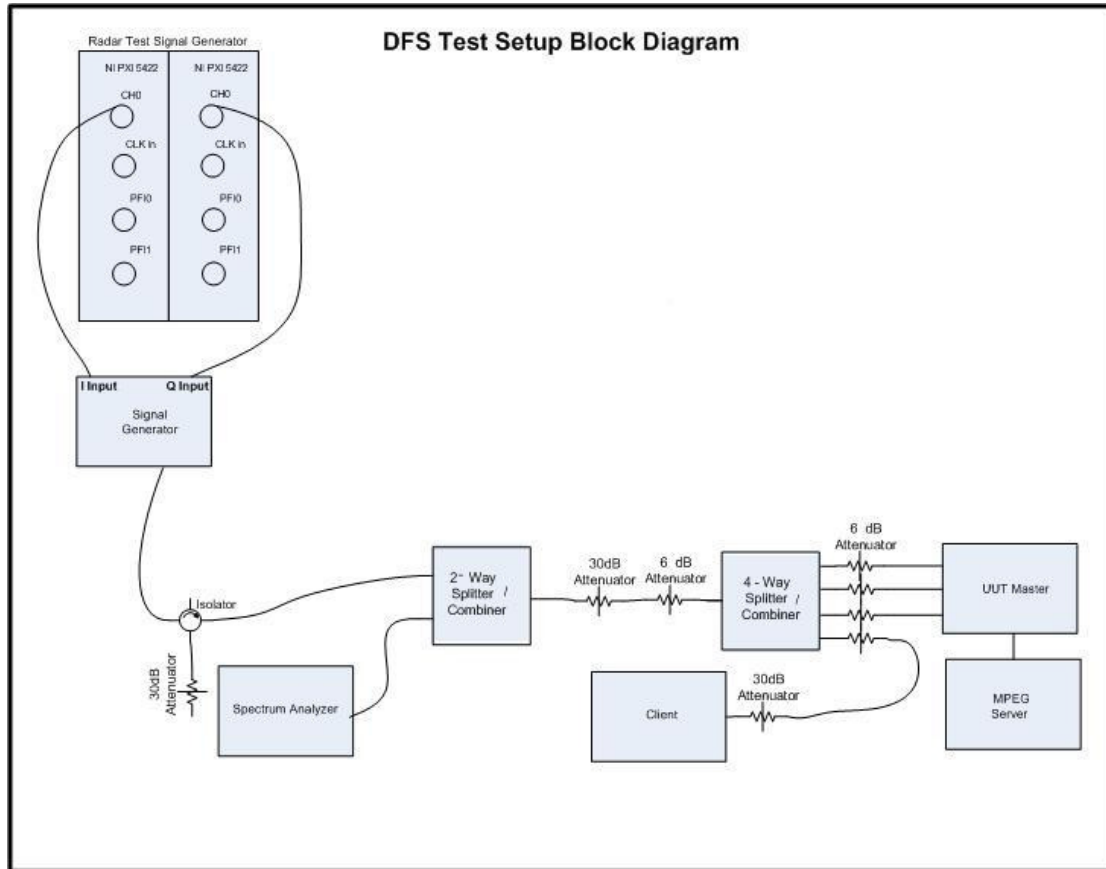 DFS Test Setup Block Diagram
Radar Test Signal Generator
NI PXI 5422
NI PXI 5422
CH0
CH0
CLK In
CLK In
PFI0
PFI0
PFI1
PFI1
I Input
Q Input
Signal
Generator
Isolator
30dB
Attenuator
Spectrum Analyzer
2- Way
Splitter /
Combiner
30dB
Attenuator
6 dB
Attenuator
4 - Way
Splitter /
Combiner
6 dB
Attenuator
UUT Master
30dB
Attenuator
Client
MPEG
Server